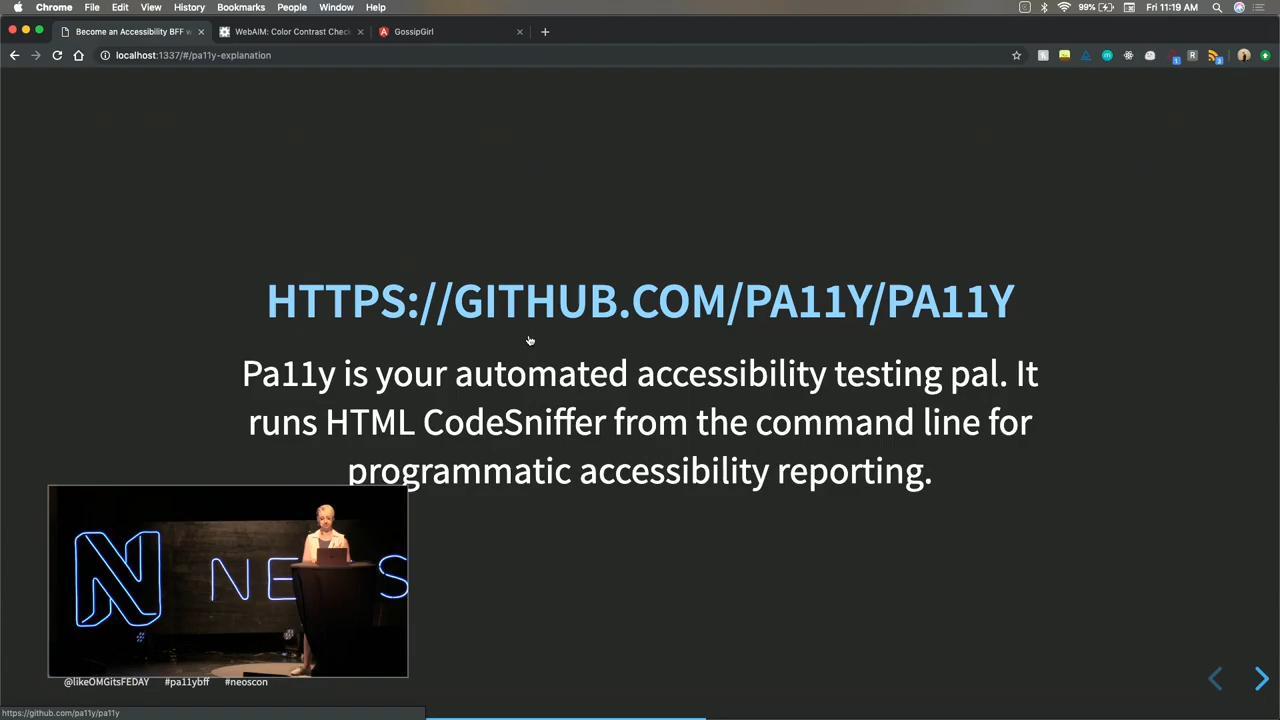 Chrome File Edit View History Bookmarks People Window Help 99% Fri 11:19 AM
Become an Accessibility BFF w WebAIM: Color Contrast Chec GossipGirl
localhost:1337/#/pa11y-explanation
HTTPS://GITHUB.COM/PA11Y/PA11Y
Pa11y is your automated accessibility testing pal. It
runs HTML CodeSniffer from the command line for
programmatic accessibility reporting.
N NE S
@likeOMGitsFEDAY #pa11ybff #neoscon
https://github.com/pa11y/pa11y